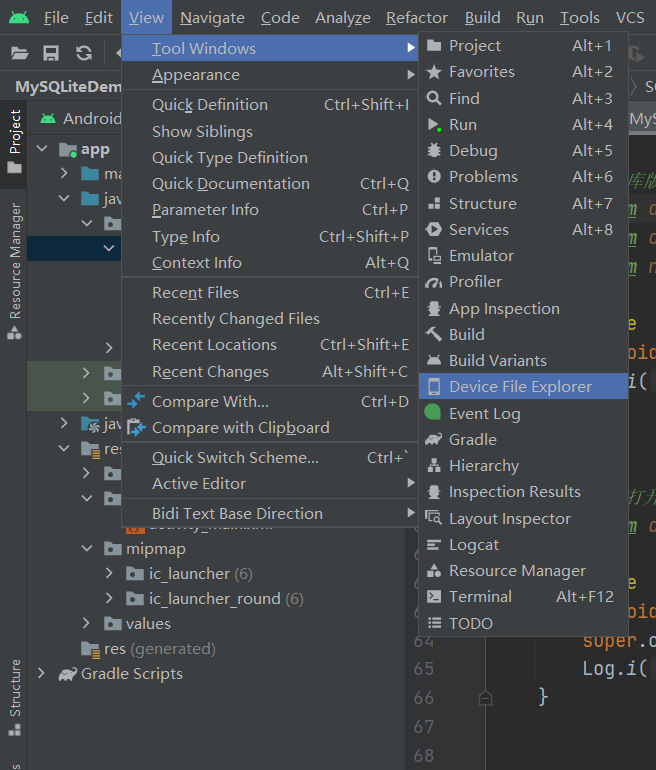 File Edit View Navigate Code Analyze Refactor Build Run Tools VCS
MySQLiteDem
Project
Resource Manager
Structure
Android
app
ma
jav
jav
res
mipmap
ic_launcher (6)
ic_launcher_round (6)
values
res (generated)
Gradle Scripts
Tool Windows
Appearance
Quick Definition Ctrl+Shift+I
Show Siblings
Quick Type Definition
Quick Documentation Ctrl+Q
Parameter Info Ctrl+P
Type Info Ctrl+Shift+P
Context Info Alt+Q
Recent Files Ctrl+E
Recently Changed Files
Recent Locations Ctrl+Shift+E
Recent Changes Alt+Shift+C
Compare With... Ctrl+D
Compare with Clipboard
Quick Switch Scheme... Ctrl+`
Active Editor
Bidi Text Base Direction
Project Alt+1
Favorites Alt+2
Find Alt+3
Run Alt+4
Debug Alt+5
Problems Alt+6
Structure Alt+7
Services Alt+8
Emulator
Profiler
App Inspection
Build
Build Variants
Device File Explorer
Event Log
Gradle
Hierarchy
Inspection Results
Layout Inspector
Logcat
Resource Manager
Terminal Alt+F12
TODO
MyS
库版
打开
64 super.o
65 Log.i(
66 }
67
68